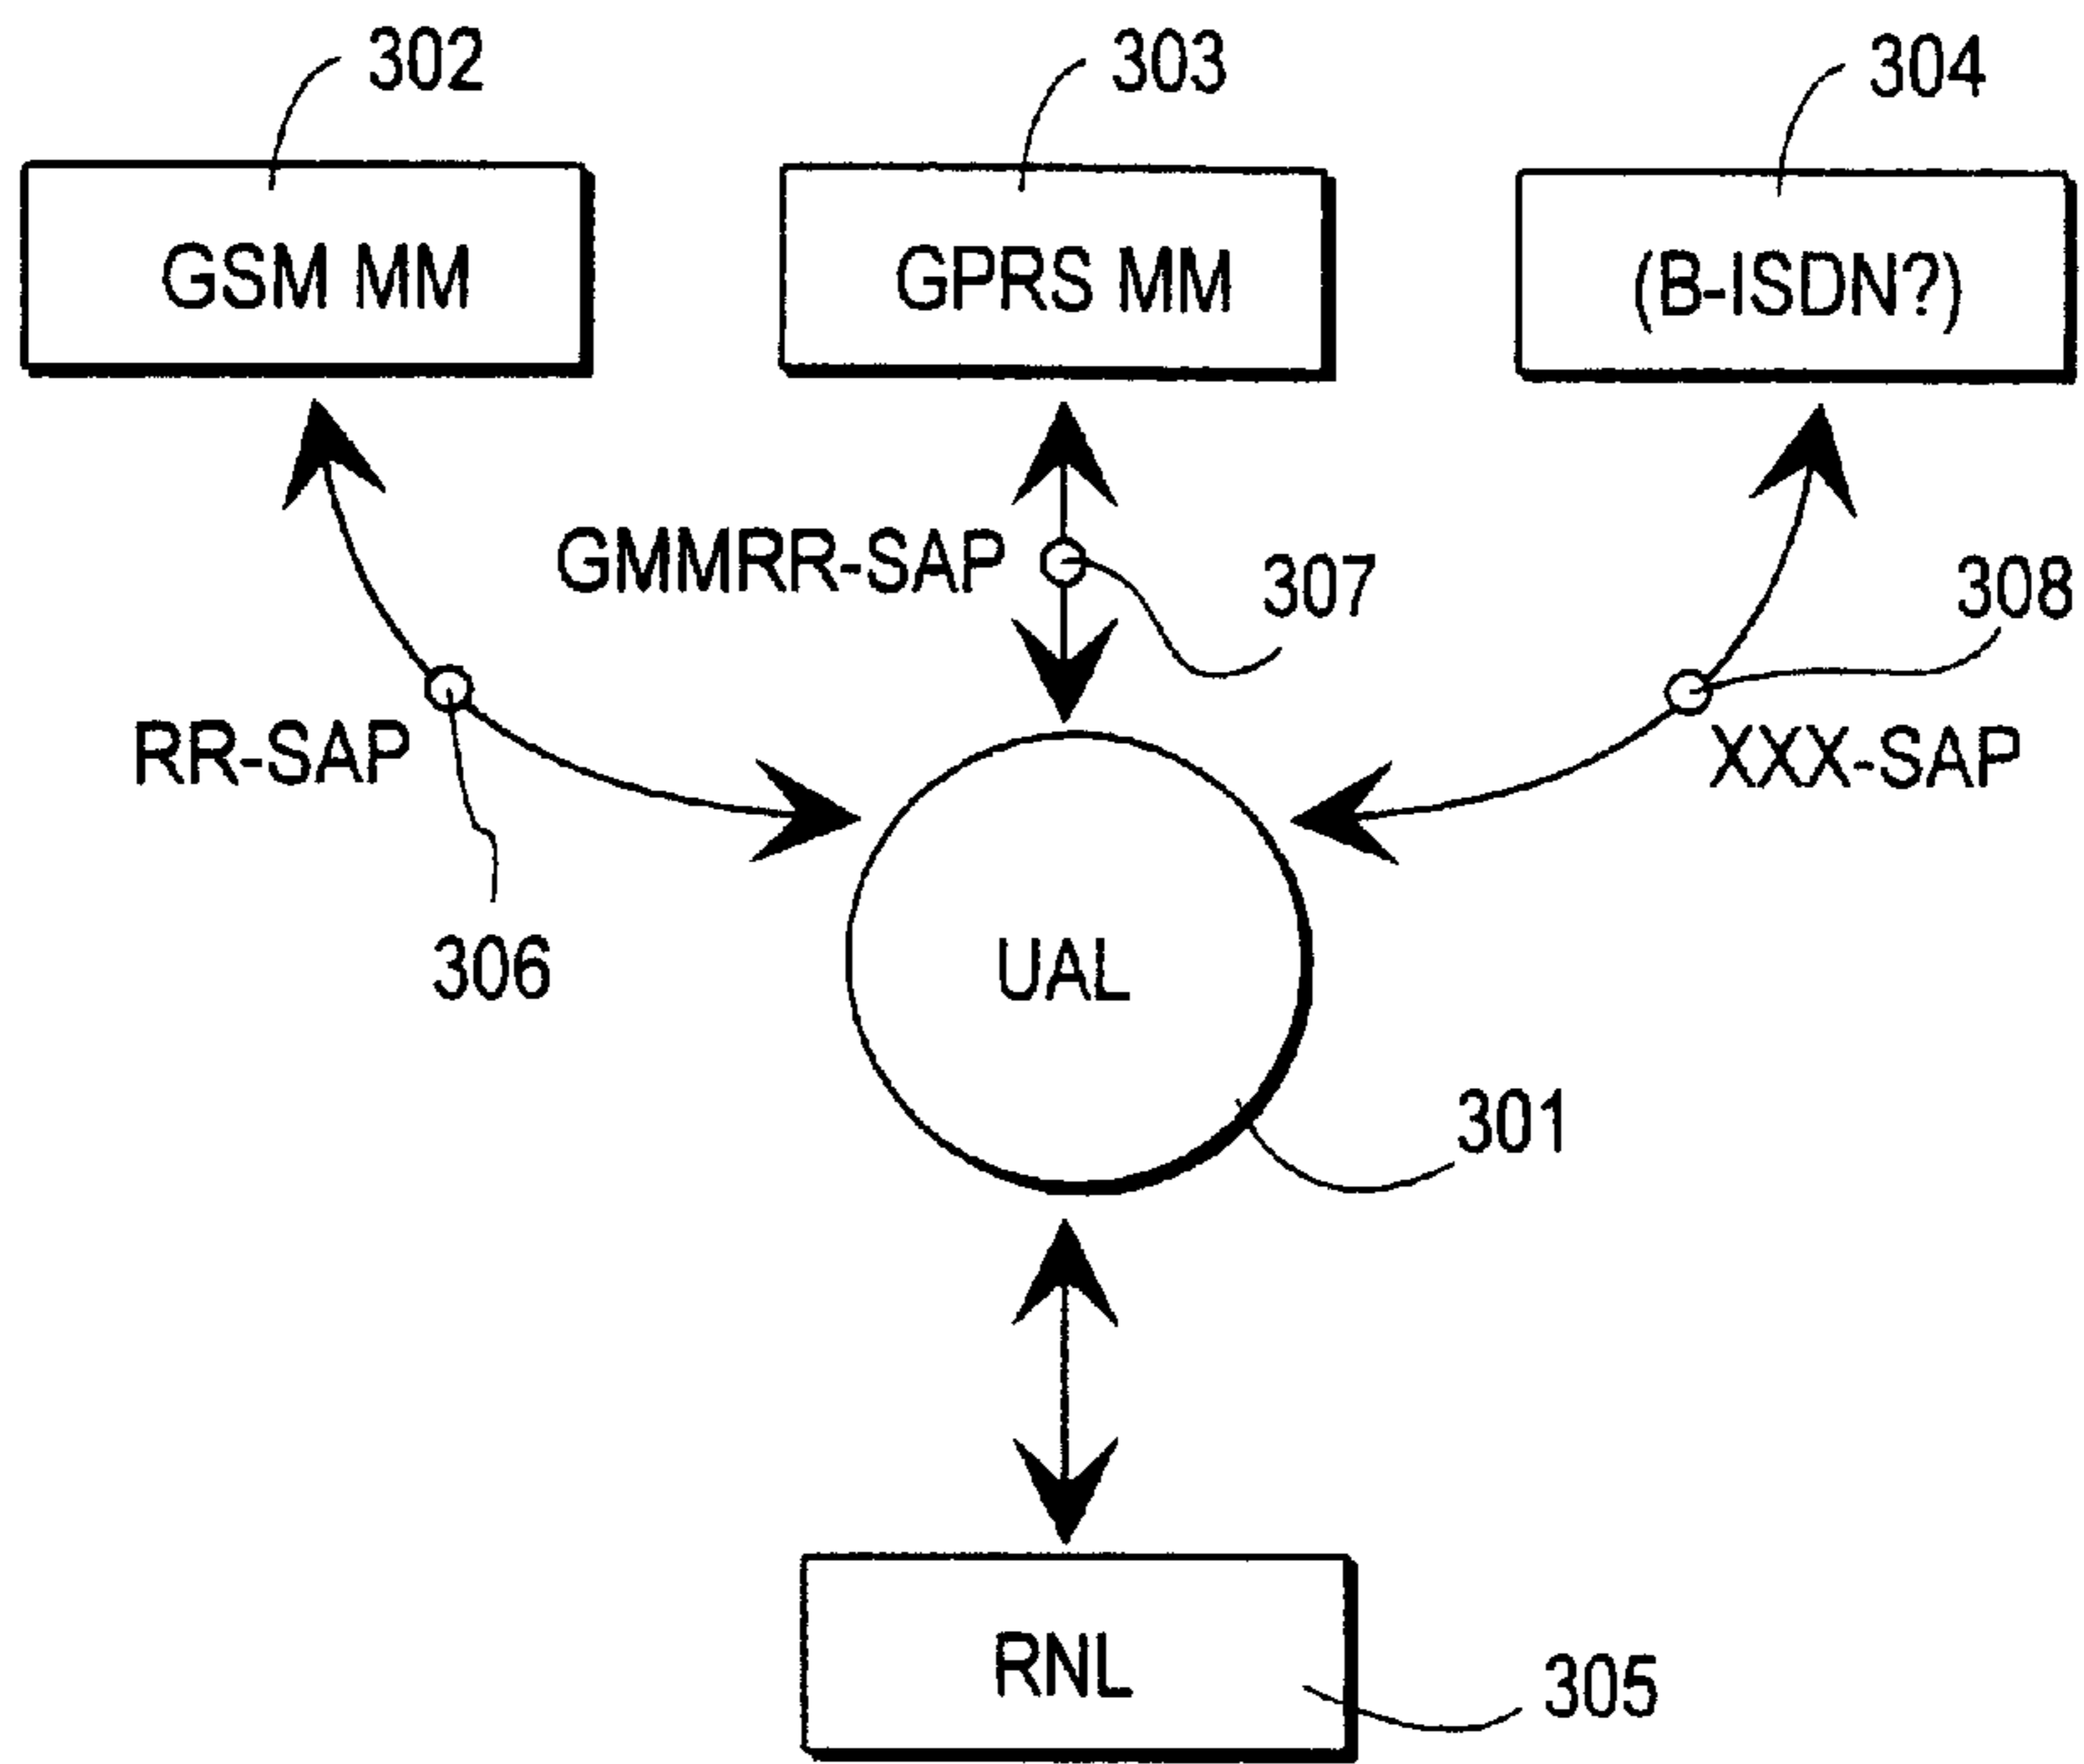 302
303
304
GSM MM
GPRS MM
(B-ISDN?)
GMMRR-SAP
307
308
RR-SAP
XXX-SAP
306
UAL
301
RNL
305